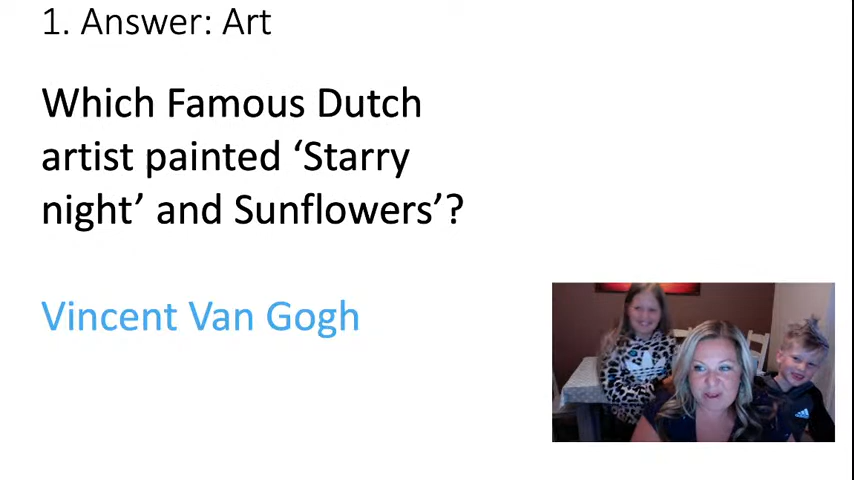 1. Answer: Art
Which Famous Dutch
artist painted ‘Starry
night’ and Sunflowers’?
Vincent Van Gogh